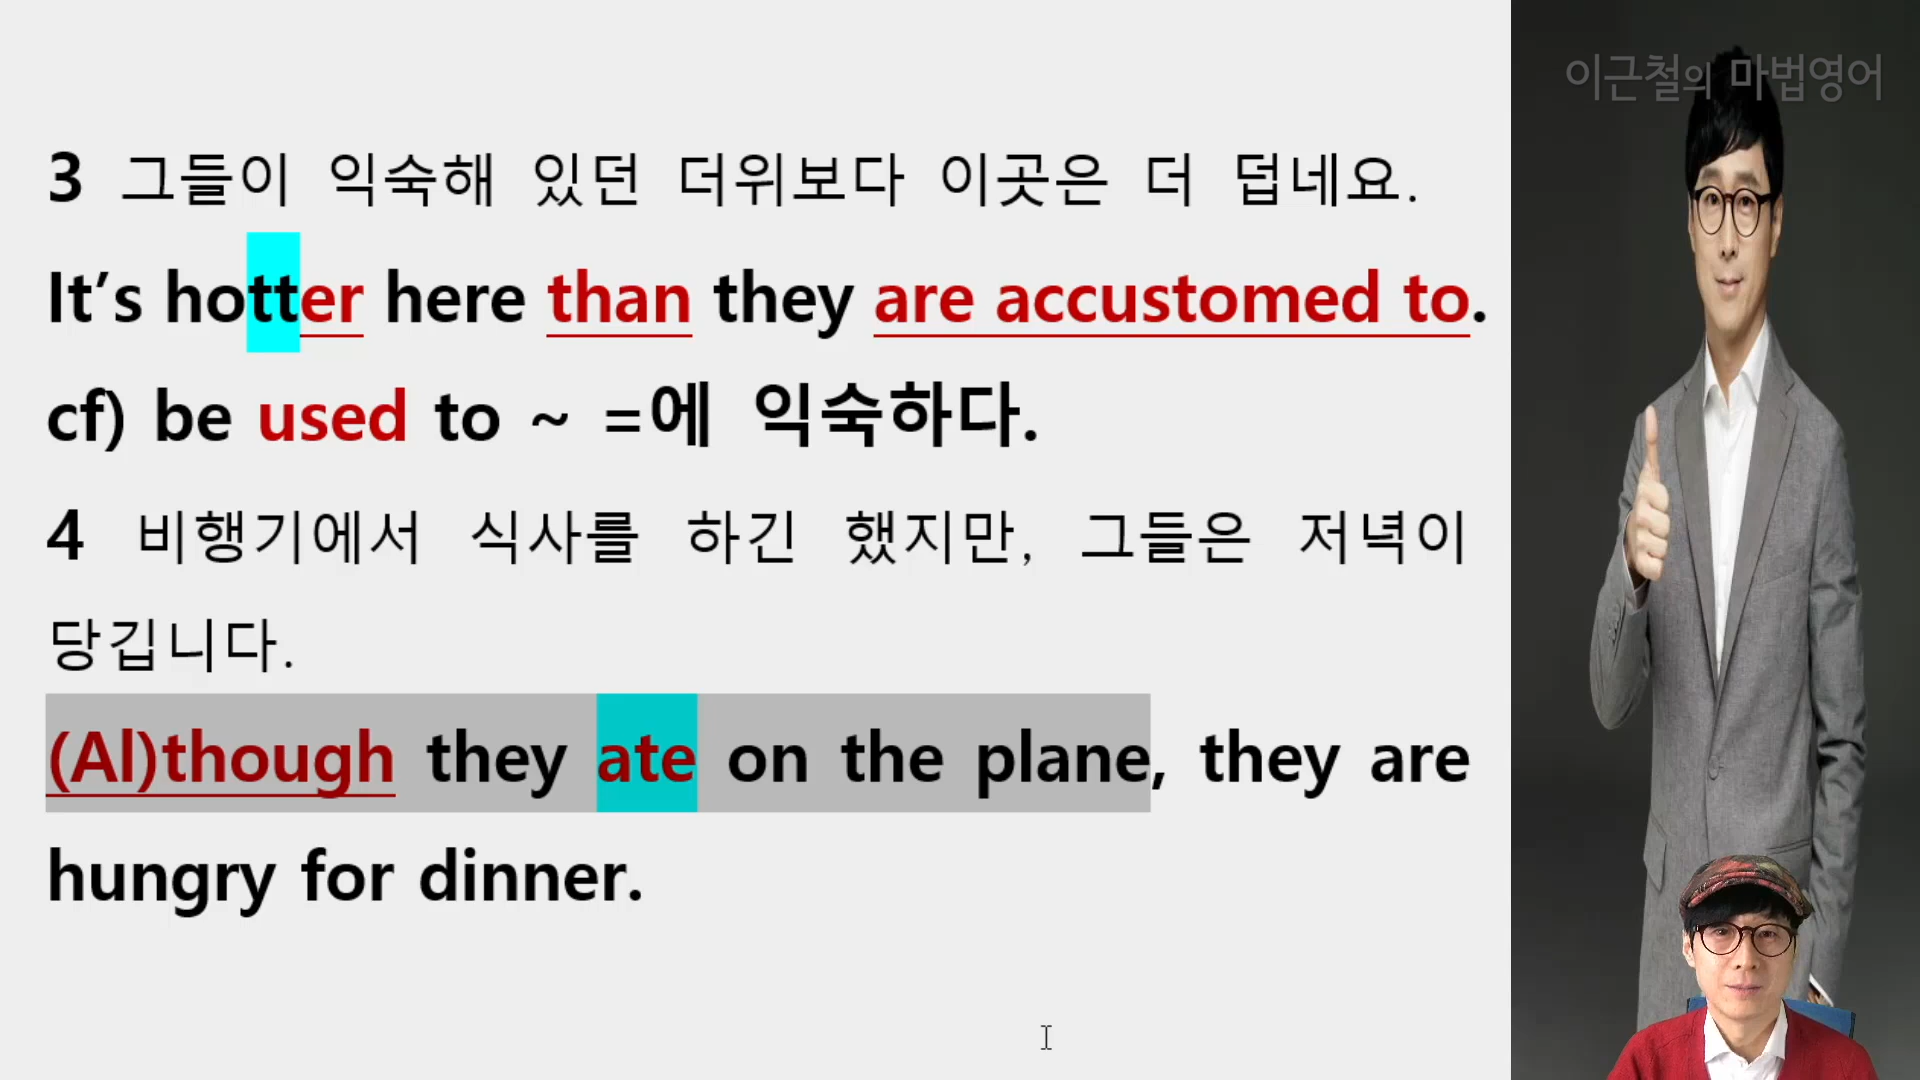 이근철의 마법영어
3 그들이 익숙해 있던 더위보다 이곳은 더 덥네요.
It’s hotter here than they are accustomed to.
cf) be used to ~ =에 익숙하다.
4 비행기에서 식사를 하긴 했지만, 그들은 저녁이
당깁니다.
(Al)though they ate on the plane, they are
hungry for dinner.